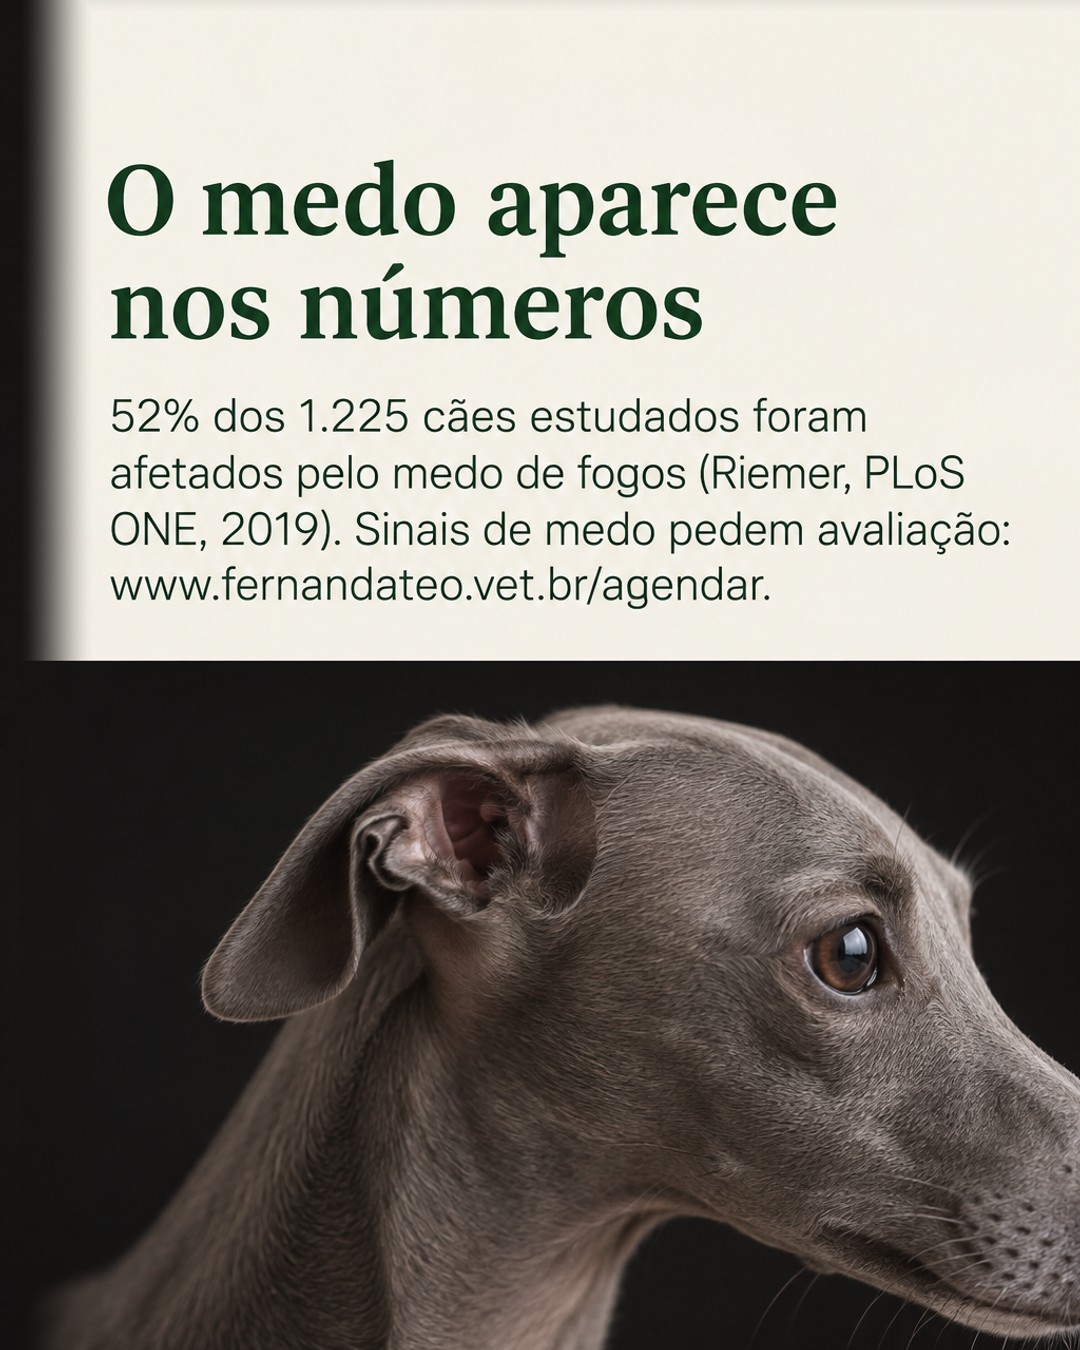 O medo aparece
nos números
52% dos 1.225 cães estudados foram
afetados pelo medo de fogos (Riemer, PLoS
ONE, 2019). Sinais de medo pedem avaliação:
www.fernandateo.vet.br/agendar.